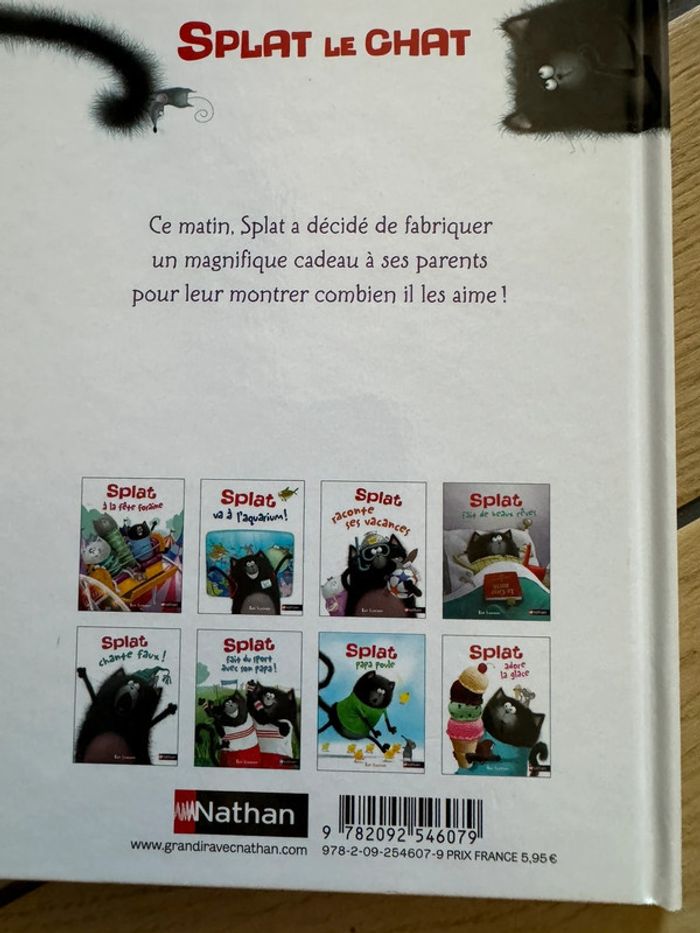 SPLAT LE CHAT
Ce matin, Splat a décidé de fabriquer
un magnifique cadeau à ses parents
pour leur montrer combien il les aime !
Splat
à la fête foraine
Splat
va à l'aquarium !
Splat
raconte
ses vacances
Splat
fait de beaux rêves
Splat
chante faux !
Splat
fait du sport
avec son papa !
Splat
papa poule
Splat
adore
la glace
Nathan
www.grandiravecnathan.com
9 782092 546079
978-2-09-254607-9 PRIX FRANCE 5,95 €